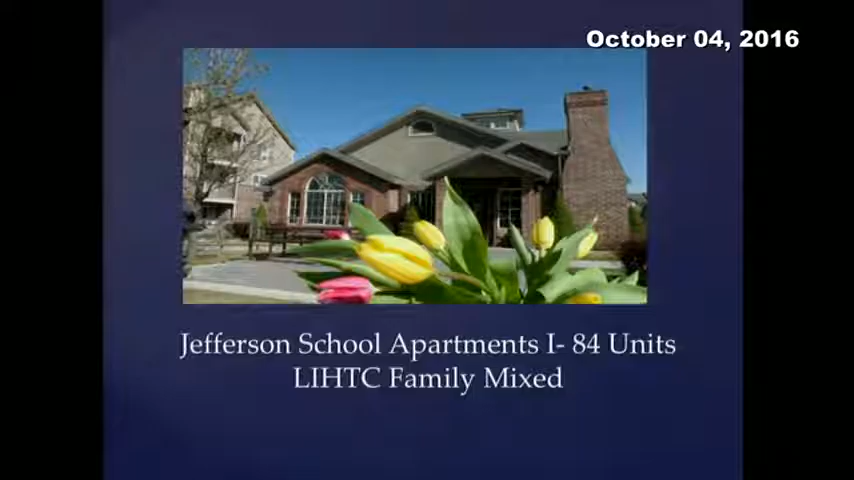 October 04, 2016
Jefferson School Apartments I- 84 Units
LIHTC Family Mixed